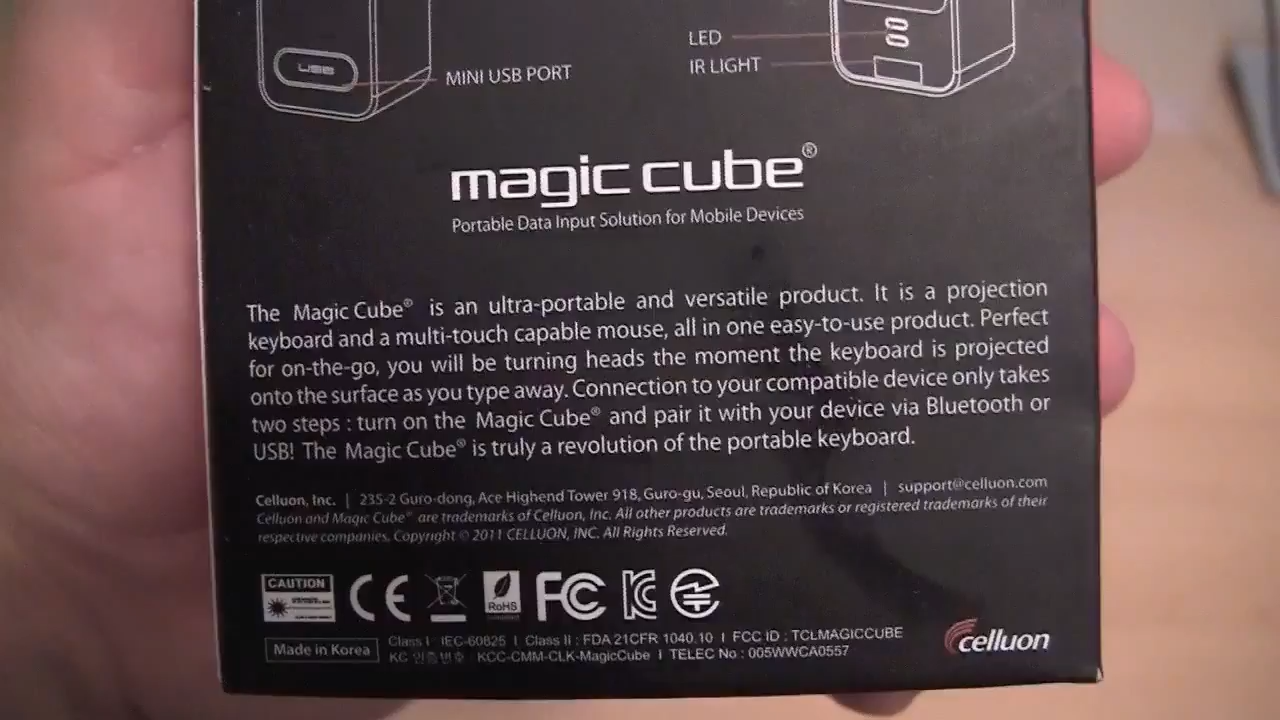 USB
MINI USB PORT
LED
IR LIGHT
magic cube®
Portable Data Input Solution for Mobile Devices
The Magic Cube® is an ultra-portable and versatile product. It is a projection
keyboard and a multi-touch capable mouse, all in one easy-to-use product. Perfect
for on-the-go, you will be turning heads the moment the keyboard is projected
onto the surface as you type away. Connection to your compatible device only takes
two steps : turn on the Magic Cube® and pair it with your device via Bluetooth or
USB! The Magic Cube® is truly a revolution of the portable keyboard.
Celluon, Inc. | 235-2 Guro-dong, Ace Highend Tower 918, Guro-gu, Seoul, Republic of Korea | support@celluon.com
Celluon and Magic Cube® are trademarks of Celluon, Inc. All other products are trademarks or registered trademarks of their
respective companies. Copyright © 2011 CELLUON, INC. All Rights Reserved.
CAUTION
CE
RoHS
FC
KC
Made in Korea
Class I : IEC-60825 I Class II : FDA 21CFR 1040.10 I FCC ID : TCLMAGICCUBE
KC 인증번호 : KCC-CMM-CLK-MagicCube I TELEC No : 005WWCA0557
celluon